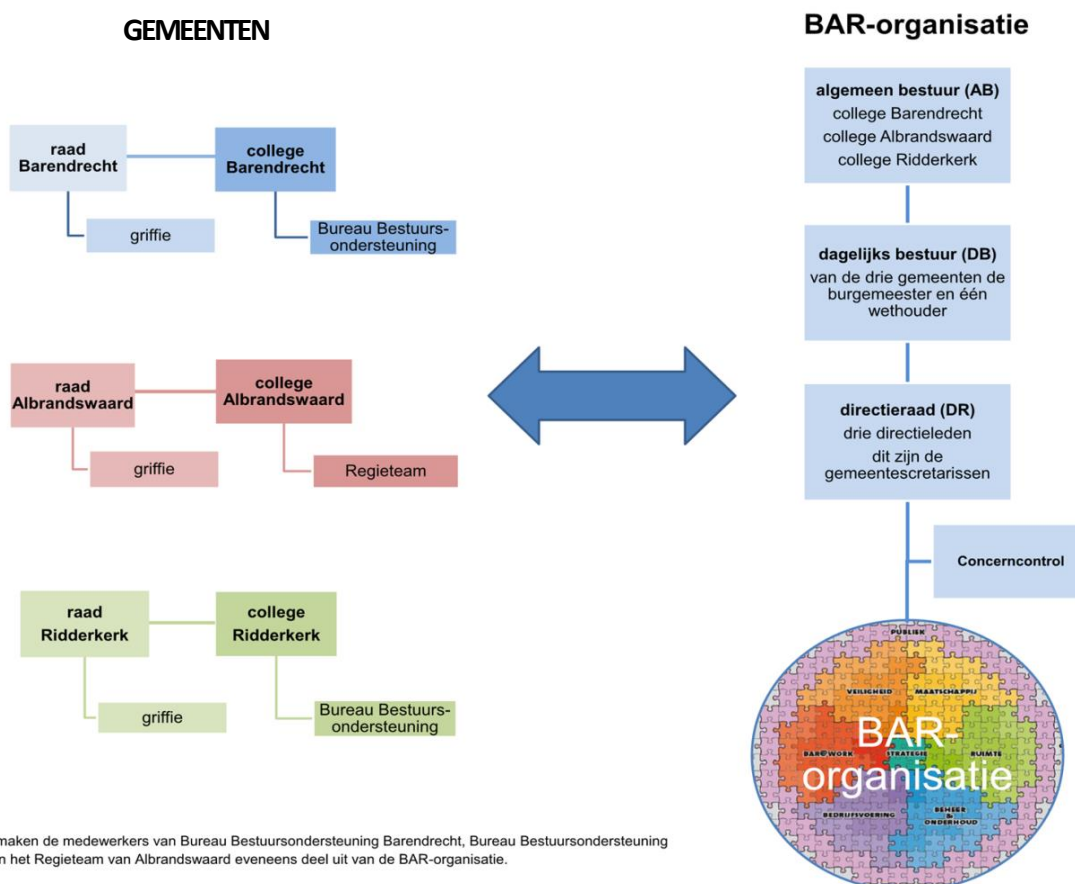 GEMEENTEN
raad
Barendrecht
college
Barendrecht
griffie
Bureau Bestuurs-
ondersteuning
raad
Albrandswaard
college
Albrandswaard
griffie
Regieteam
raad
Ridderkerk
college
Ridderkerk
griffie
Bureau Bestuurs-
ondersteuning
maken de medewerkers van Bureau Bestuursondersteuning Barendrecht, Bureau Bestuursondersteuning
n het Regieteam van Albrandswaard eveneens deel uit van de BAR-organisatie.
BAR-organisatie
algemeen bestuur (AB)
college Barendrecht
college Albrandswaard
college Ridderkerk
dagelijks bestuur (DB)
van de drie gemeenten de
burgemeester en één
wethouder
directieraad (DR)
drie directieleden
dit zijn de
gemeentescretarissen
Concerncontrol
PUBLIEK
VEILIGHEID
MAATSCHAPPIJ
BAR@WORK
STRATEGIE
RUIMTE
BAR-
organisatie
BEDRIJFSVOERING
BEHEER
&
ONDERHOUD